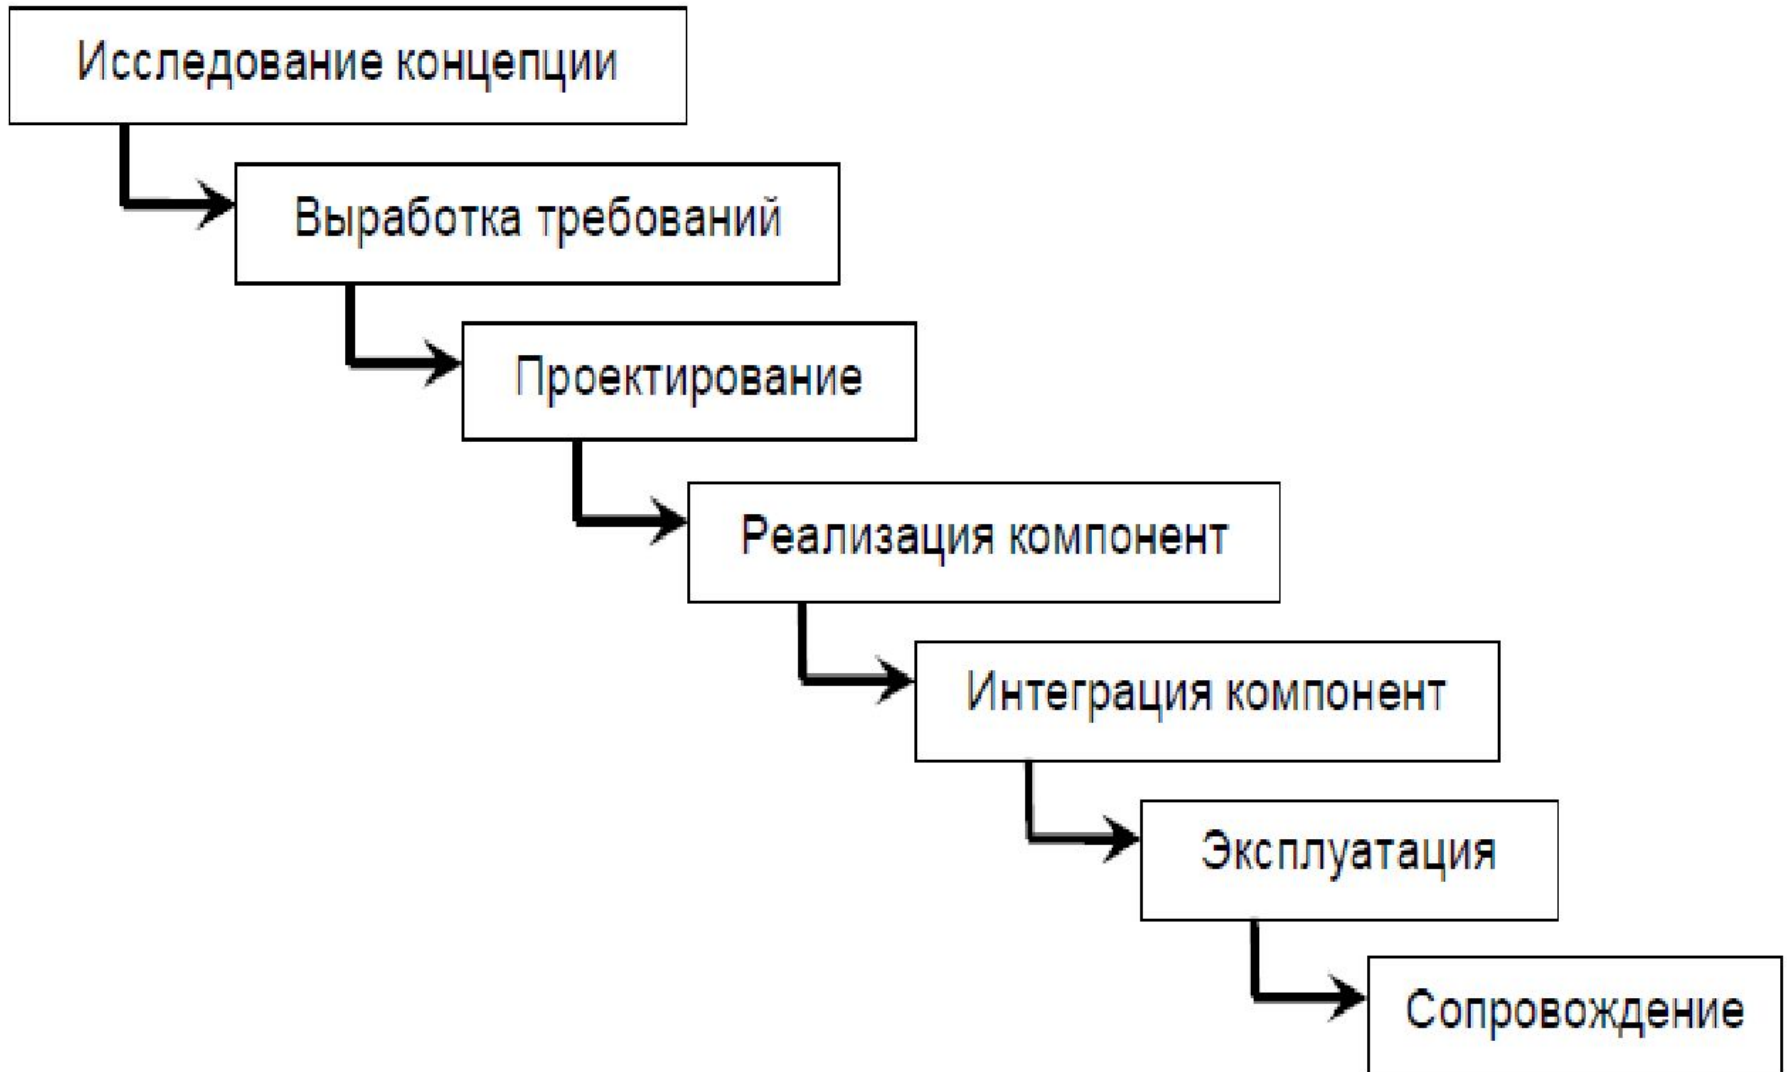 Исследование концепции
Выработка требований
Проектирование
Реализация компонент
Интеграция компонент
Эксплуатация
Сопровождение